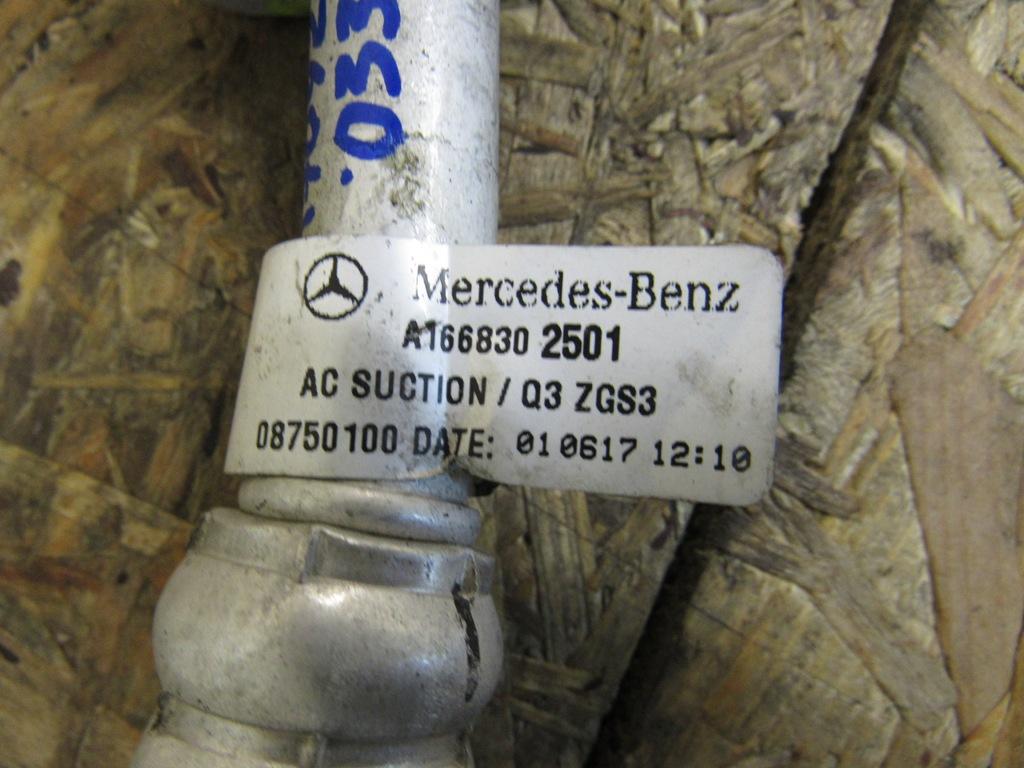 Mercedes-Benz
A166830 2501
AC SUCTION / Q3 ZGS3
08750100 DATE: 010617 12:10